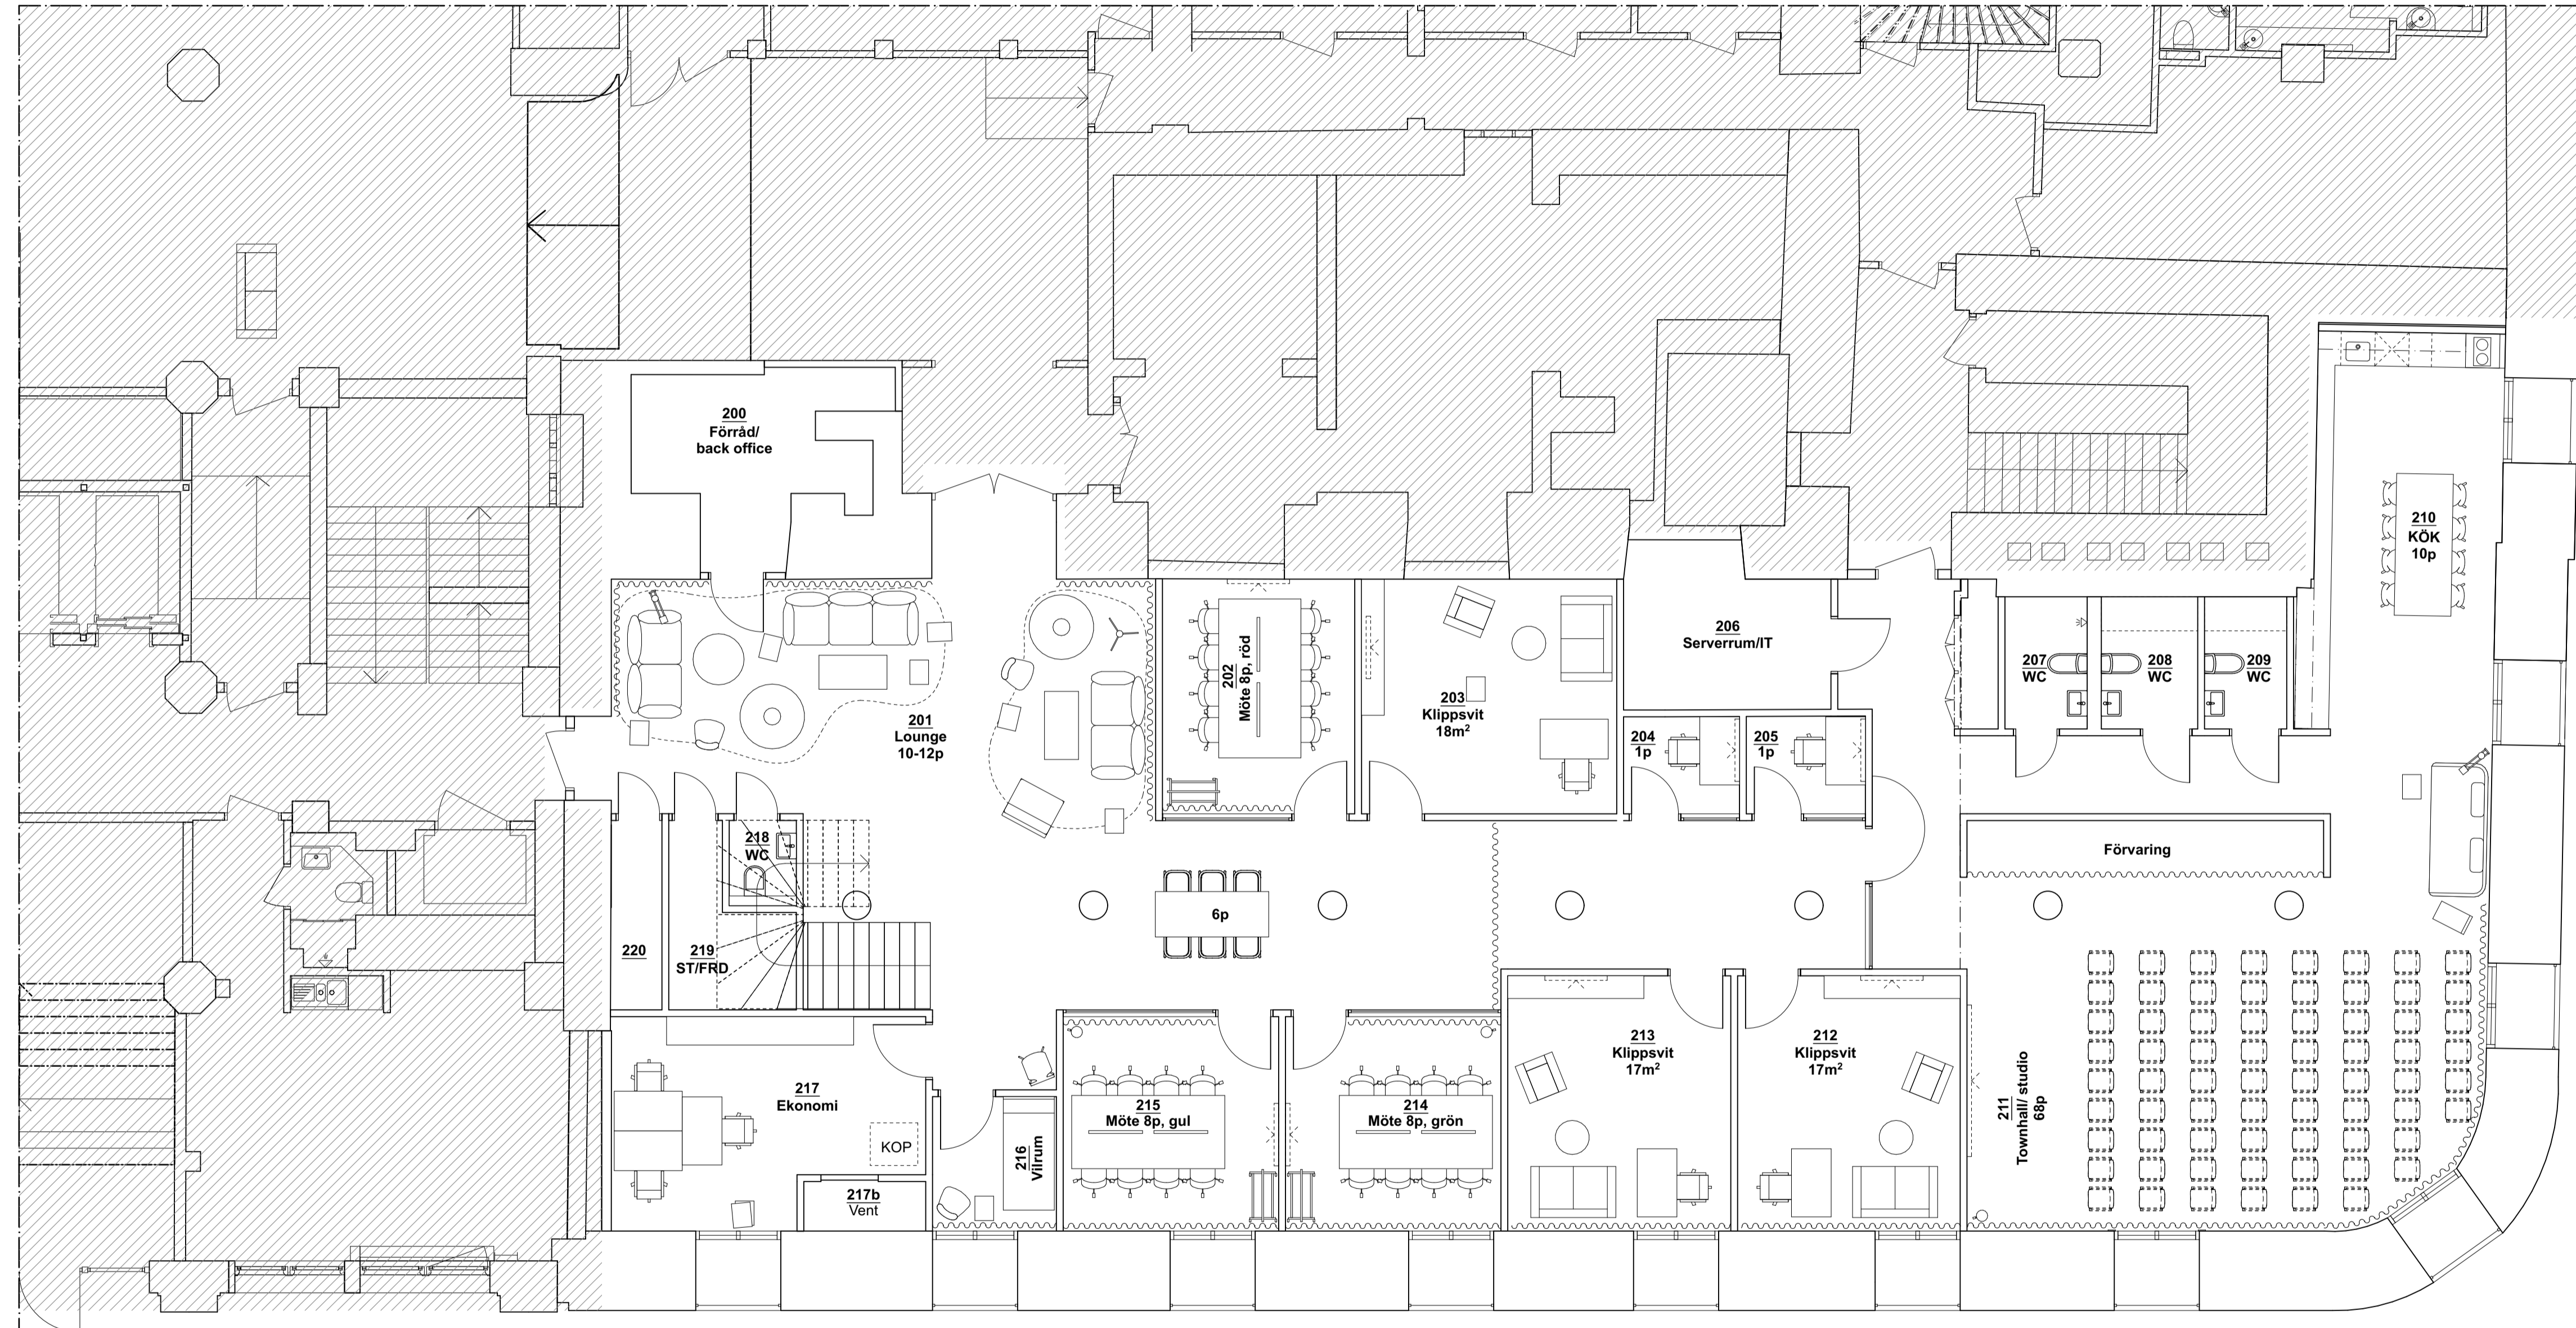 200
Förråd/
back office
201
Lounge
10-12p
202
Möte 8p, röd
203
Klippsvit
18m²
204
1p
205
1p
206
Serverrum/IT
207
WC
208
WC
209
WC
210
KÖK
10p
Förvaring
218
WC
219
ST/FRD
220
6p
217
Ekonomi
KOP
217b
Vent
216
Vilrum
215
Möte 8p, gul
214
Möte 8p, grön
213
Klippsvit
17m²
212
Klippsvit
17m²
211
Townhall/ studio
68p